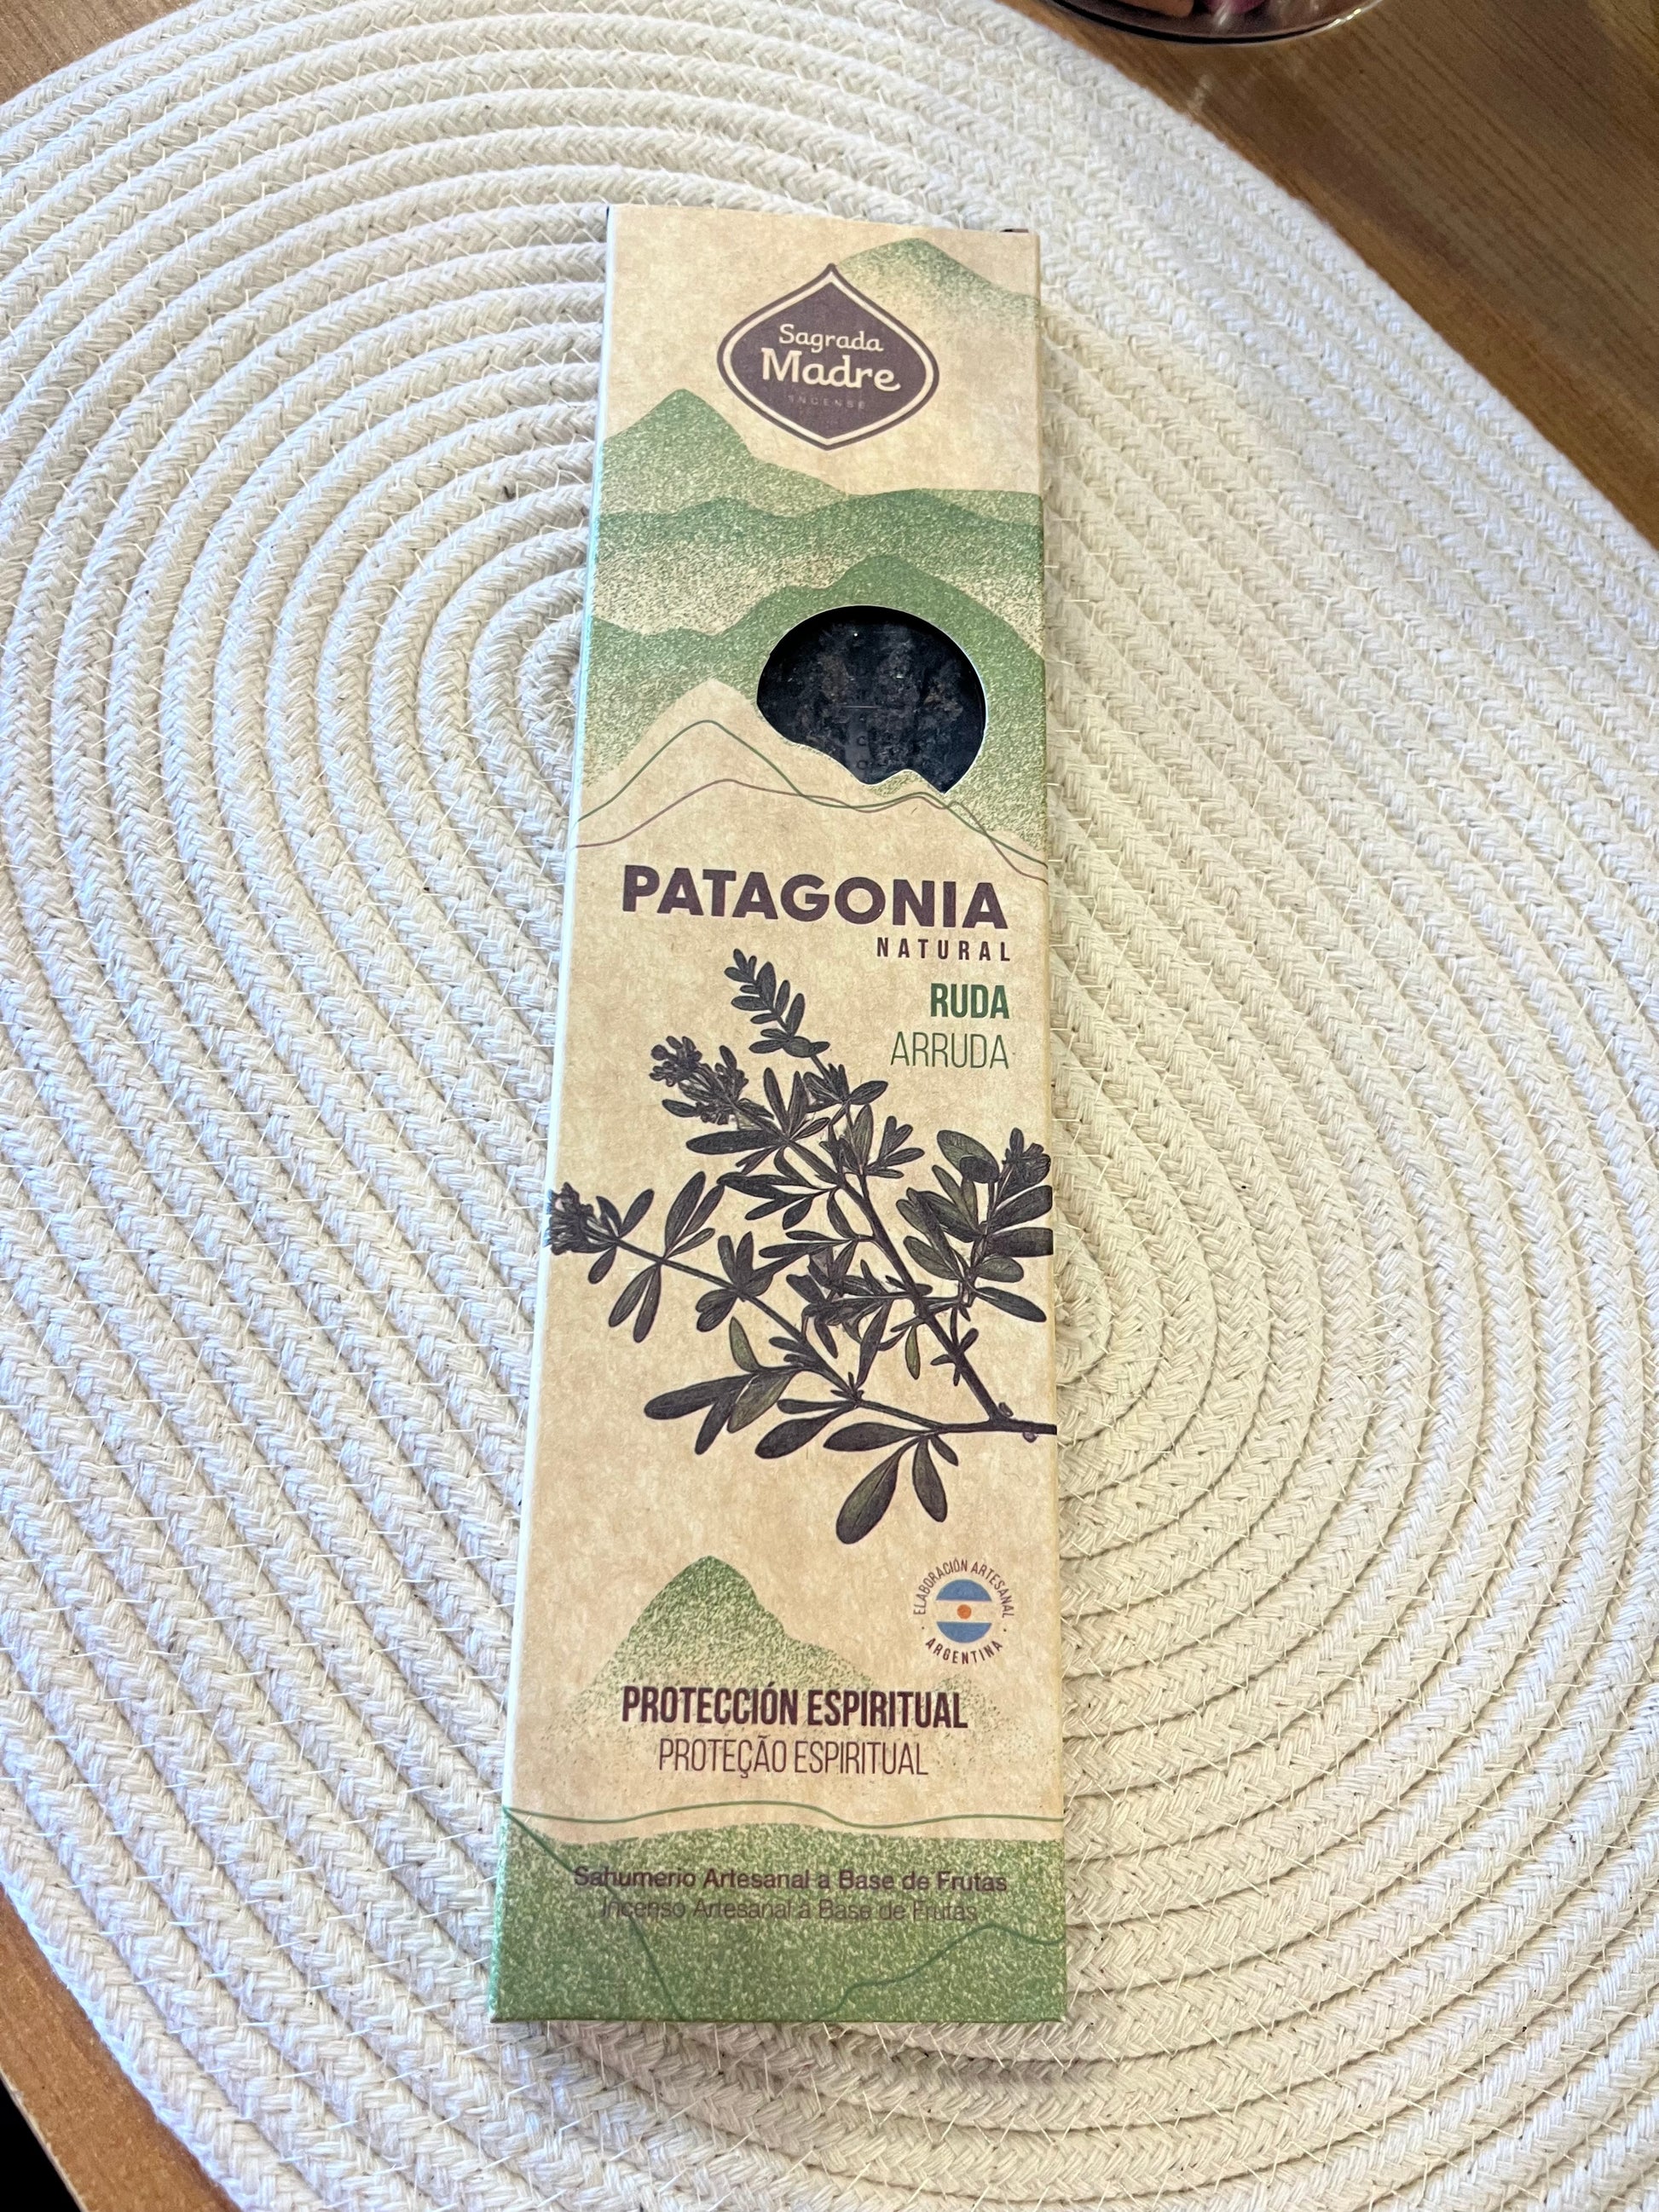 Sagrada
Madre
INCENSE
PATAGONIA
NATURAL
RUDA
ARRUDA
ELABORACIÓN ARTESANAL
· ARGENTINA ·
PROTECCIÓN ESPIRITUAL
PROTEÇÃO ESPIRITUAL
Sahumerio Artesanal a Base de Frutas
Incenso Artesanal à Base de Frutas